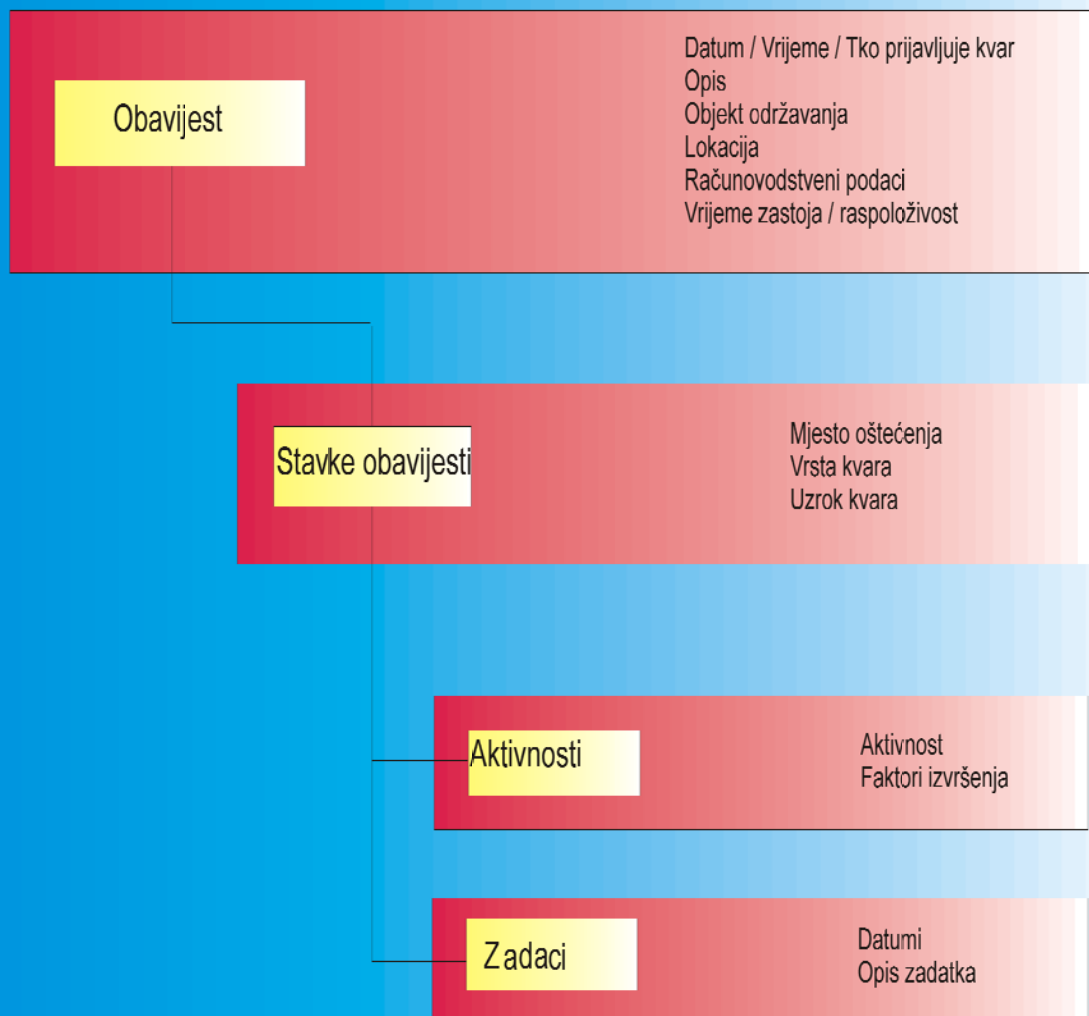 Obavijest
Datum / Vrijeme / Tko prijavljuje kvar
Opis
Objekt održavanja
Lokacija
Računovodstveni podaci
Vrijeme zastoja / raspoloživost
Stavke obavijesti
Mjesto oštećenja
Vrsta kvara
Uzrok kvara
Aktivnosti
Aktivnost
Faktori izvršenja
Zadaci
Datumi
Opis zadatka